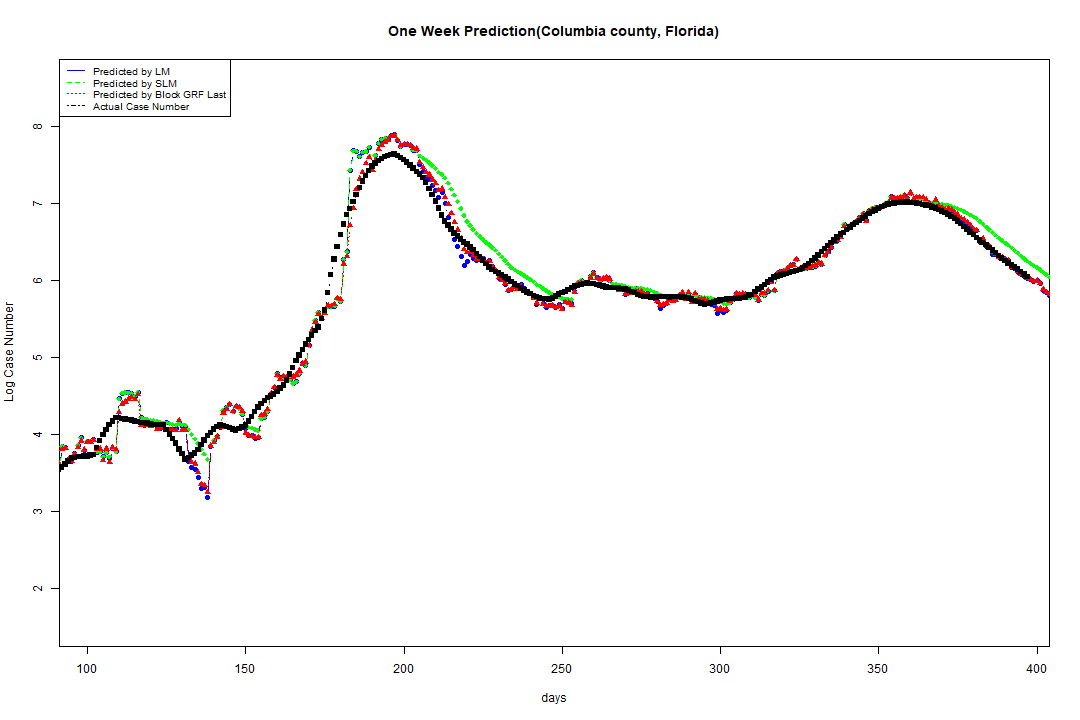 One Week Prediction(Columbia county, Florida)
Predicted by LM
Predicted by SLM
Predicted by Block GRF Last
Actual Case Number
Log Case Number
8
7
6
5
4
3
2
100 150 200 250 300 350 400
days